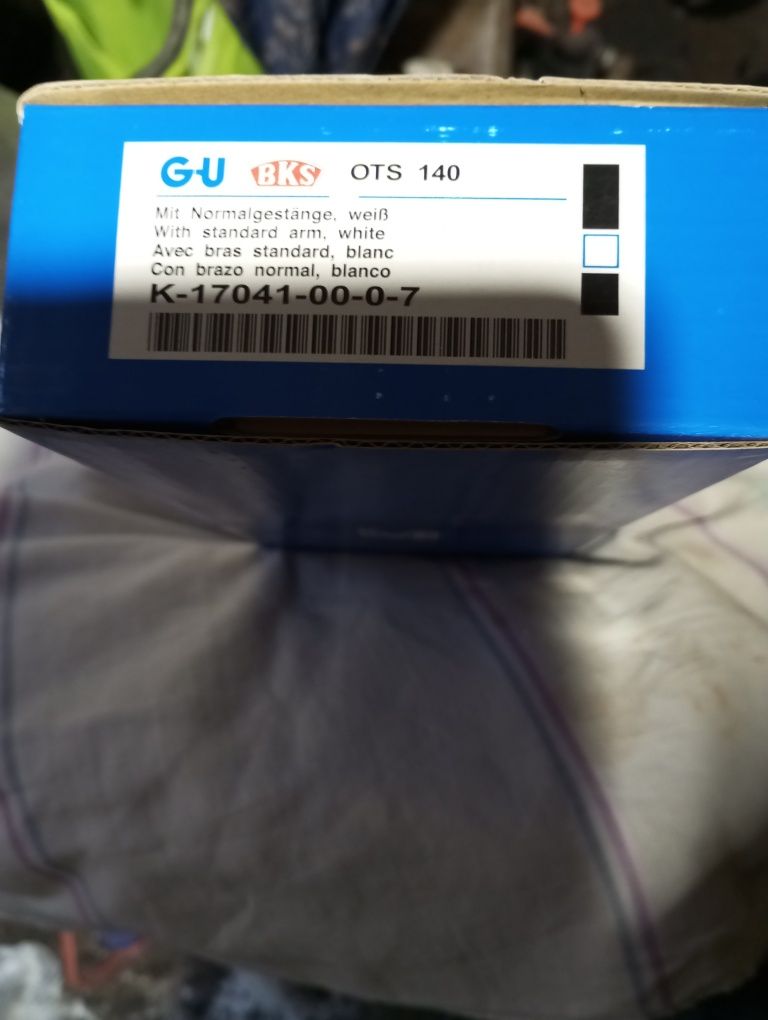 G-U BKS OTS 140
Mit Normalgestänge, weiß
With standard arm, white
Avec bras standard, blanc
Con brazo normal, blanco
K-17041-00-0-7